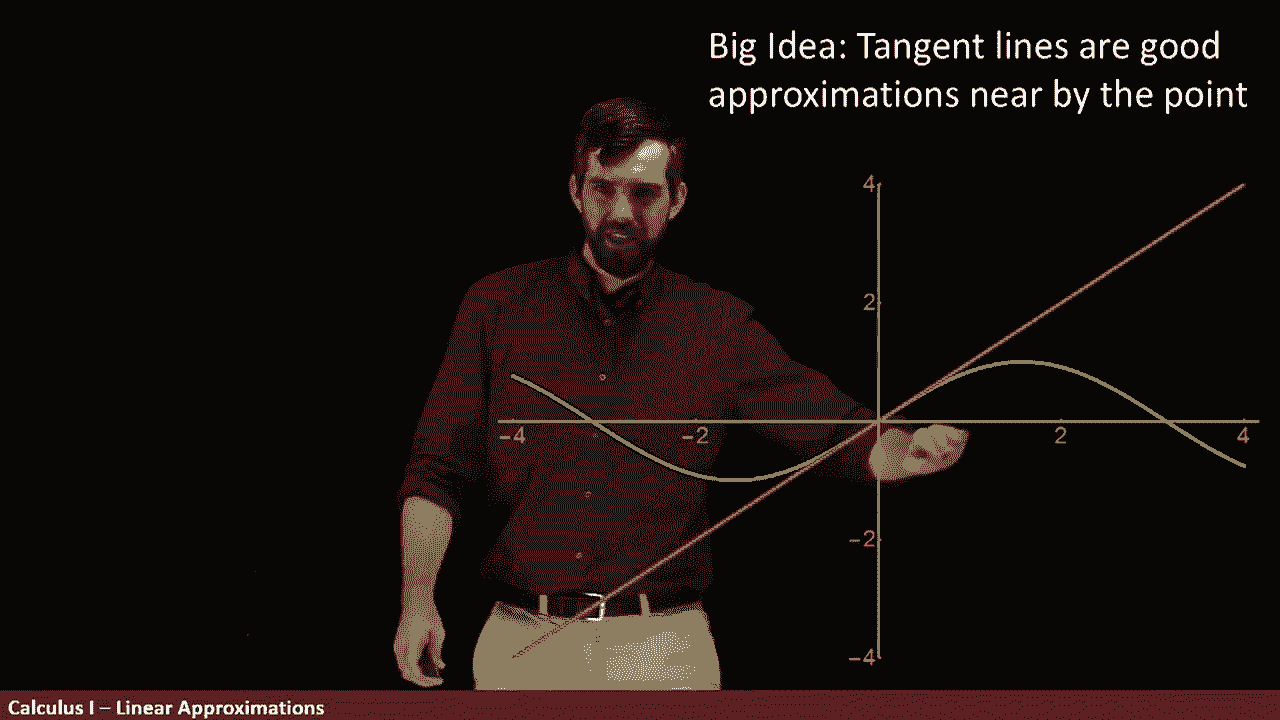 Big Idea: Tangent lines are good
approximations near by the point
4
2
-4 -2 2 4
-2
-4
Calculus I – Linear Approximations